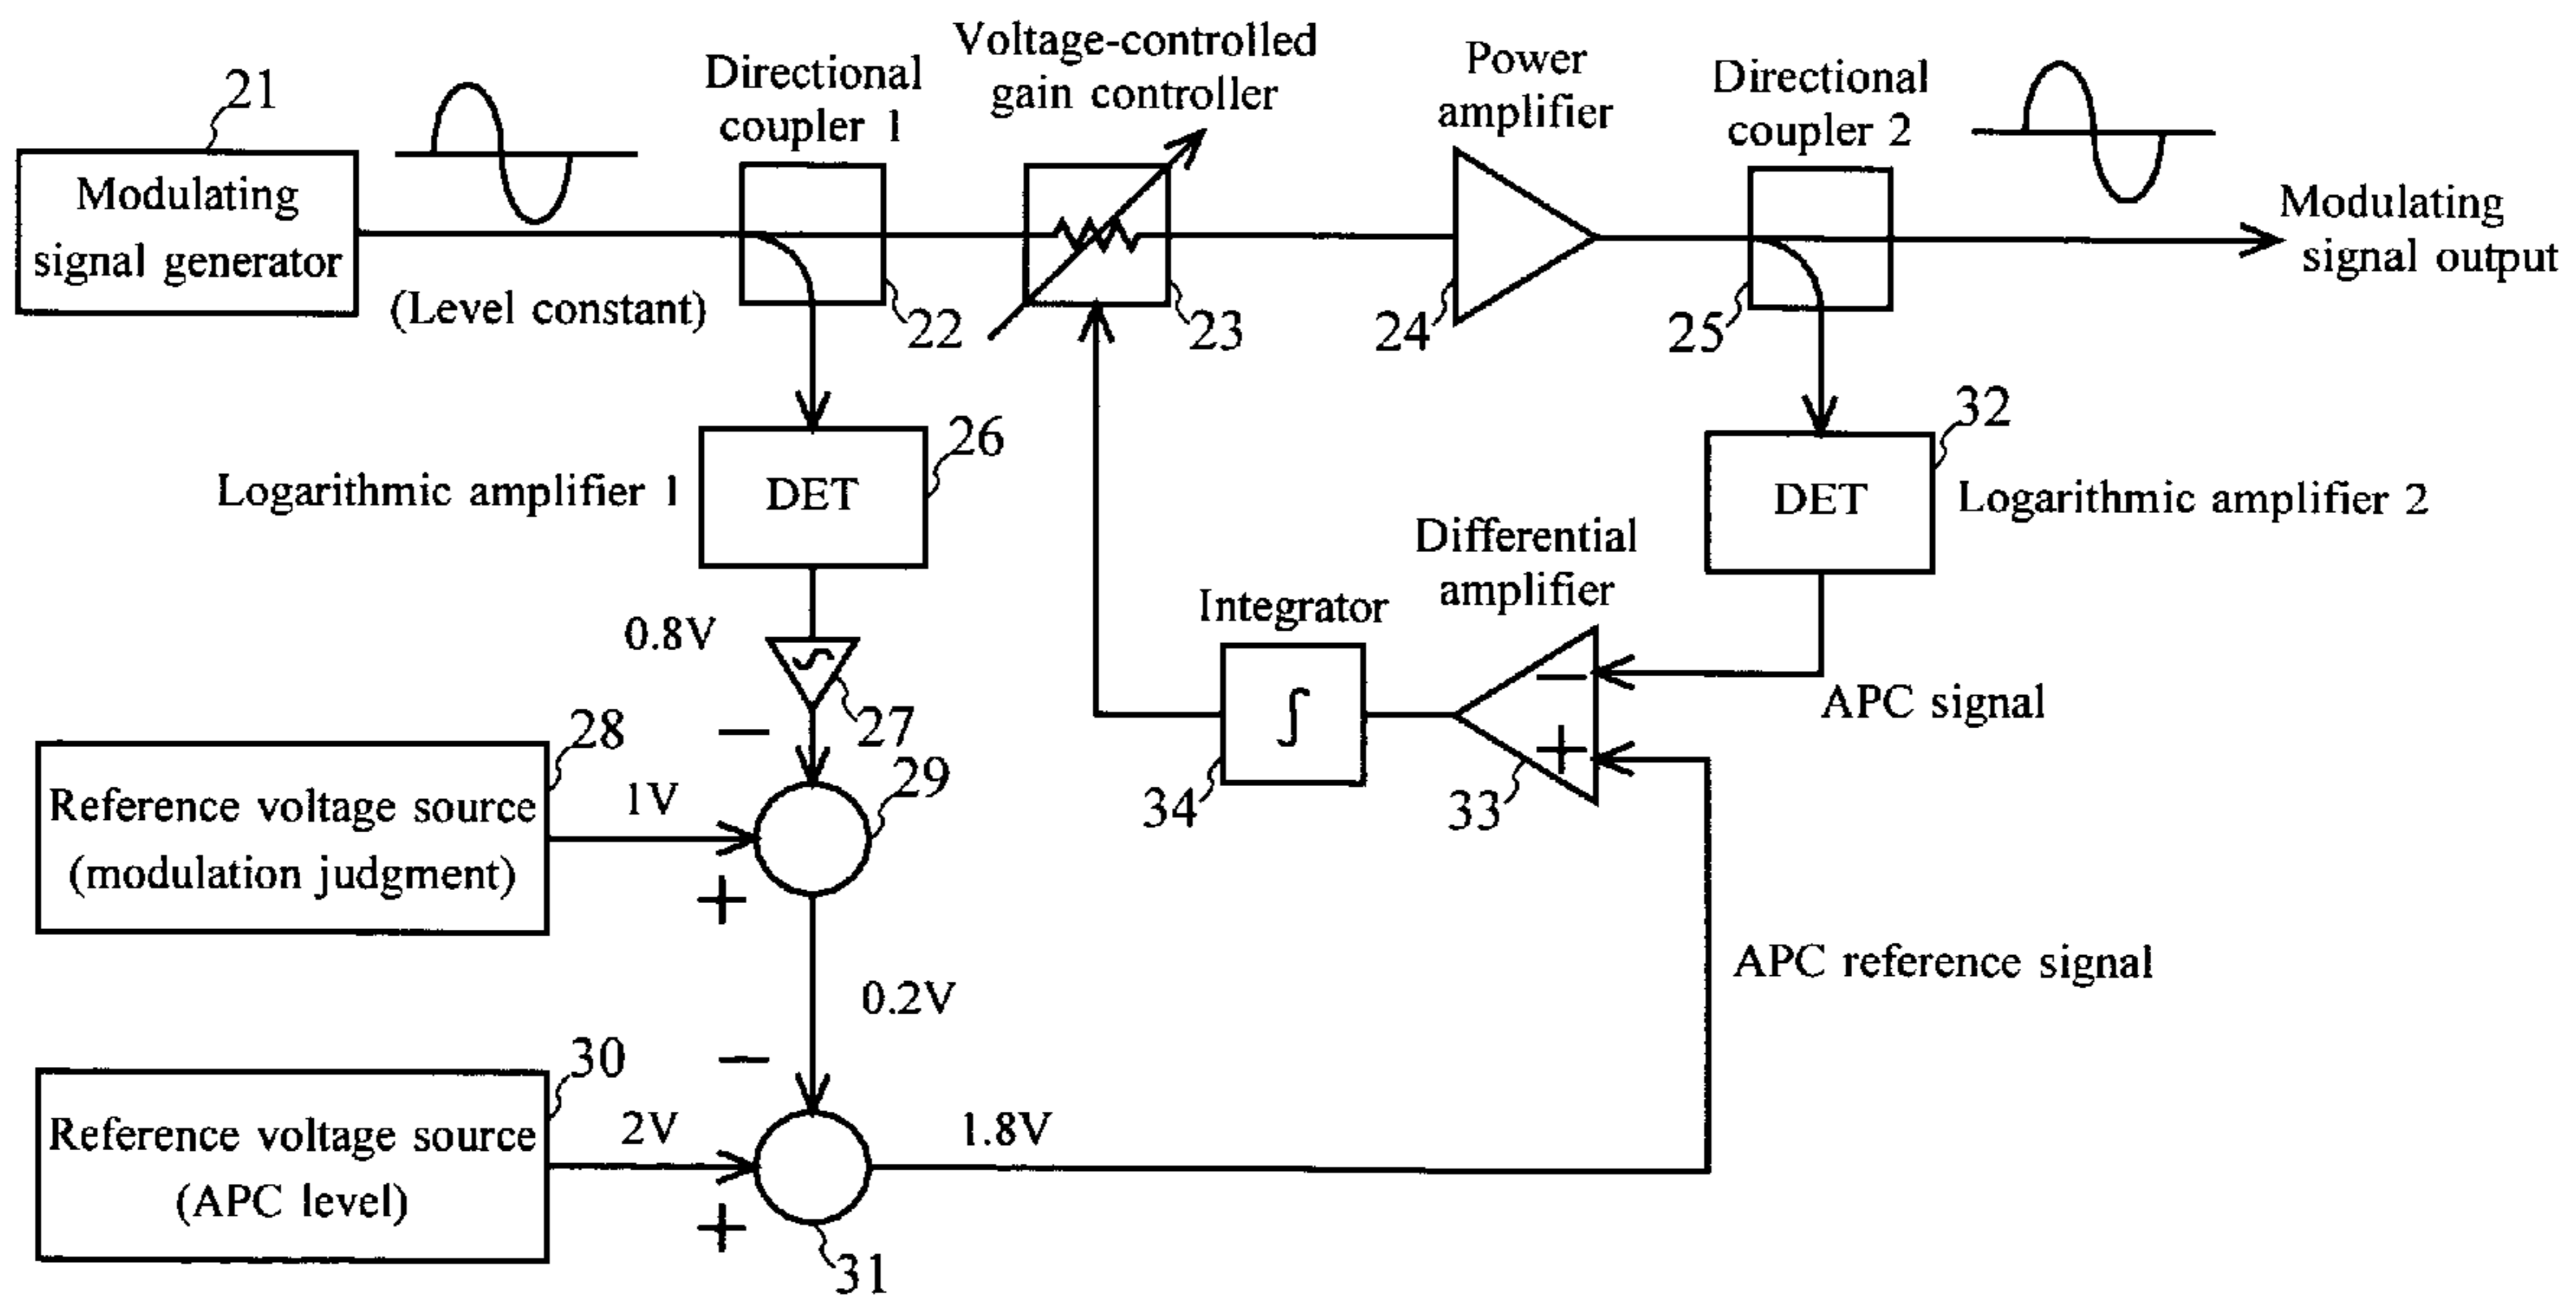 Voltage-controlled
gain controller
Directional
coupler 1
Power
amplifier
Directional
coupler 2
21
Modulating
signal generator
(Level constant)
22
23
24
25
Modulating
signal output
Logarithmic amplifier 1
DET
26
DET
32
Logarithmic amplifier 2
Differential
amplifier
Integrator
0.8V
27
−
−
+
APC signal
34
33
28
Reference voltage source
(modulation judgment)
1V
+
29
0.2V
APC reference signal
30
Reference voltage source
(APC level)
−
2V
+
1.8V
31
∫